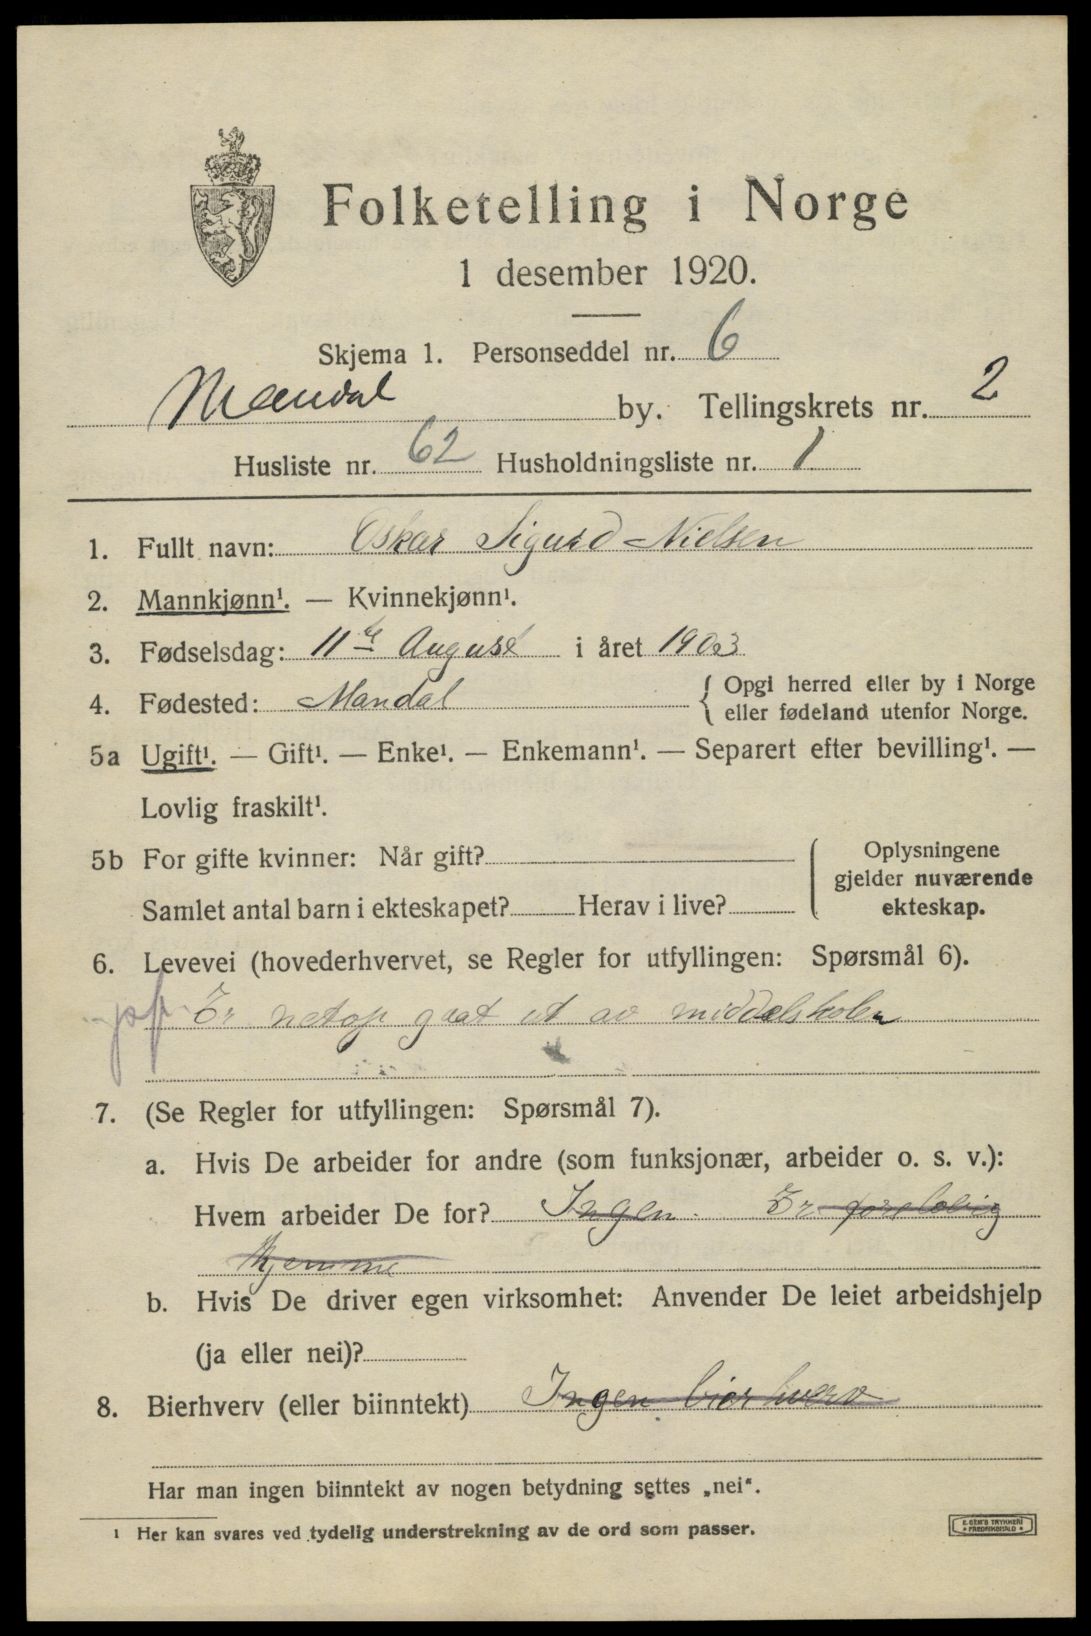 Folketelling i Norge
1 desember 1920.
Skjema 1. Personseddel nr. 6
Mandal by. Tellingskrets nr. 2
Husliste nr. 62 Husholdningsliste nr. 1
1. Fullt navn: Oskar Sigurd Nielsen
2. Mannkjønn¹. — Kvinnekjønn¹.
3. Fødselsdag: 11te August i året 1903
4. Fødested: Mandal { Opgi herred eller by i Norge
eller fødeland utenfor Norge.
5a Ugift¹. — Gift¹. — Enke¹. — Enkemann¹. — Separert efter bevilling¹. —
Lovlig fraskilt¹.
5b For gifte kvinner: Når gift?
Samlet antal barn i ekteskapet? Herav i live?
Oplysningene
gjelder nuværende
ekteskap.
6. Levevei (hovederhvervet, se Regler for utfyllingen: Spørsmål 6).
Er netop gaat ut av middelskolen
7. (Se Regler for utfyllingen: Spørsmål 7).
a. Hvis De arbeider for andre (som funksjonær, arbeider o. s. v.):
Hvem arbeider De for? Ingen. Er foreløbig
hjemme
b. Hvis De driver egen virksomhet: Anvender De leiet arbeidshjelp
(ja eller nei)?
8. Bierhverv (eller biinntekt) Ingen bierhverv
Har man ingen biinntekt av nogen betydning settes „nei".
¹ Her kan svares ved tydelig understrekning av de ord som passer.